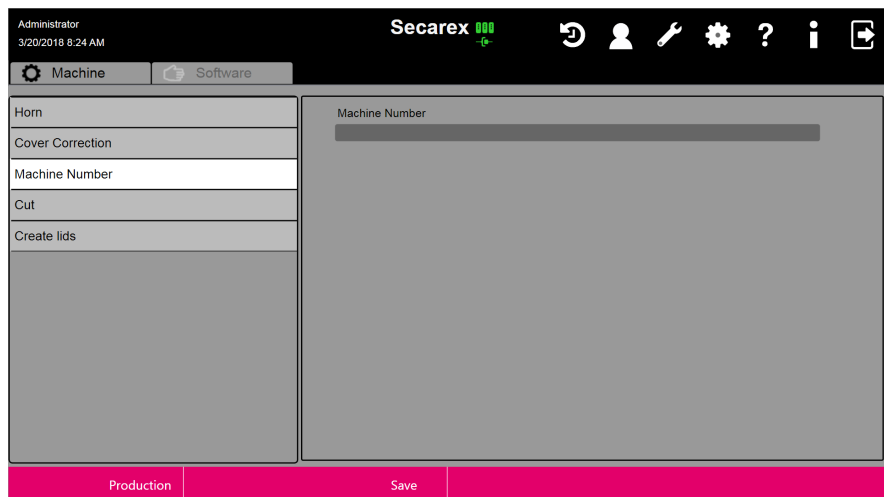 Administrator
3/20/2018 8:24 AM
Secarex
?
i
Machine
Software
Horn
Cover Correction
Machine Number
Cut
Create lids
Machine Number
Production
Save